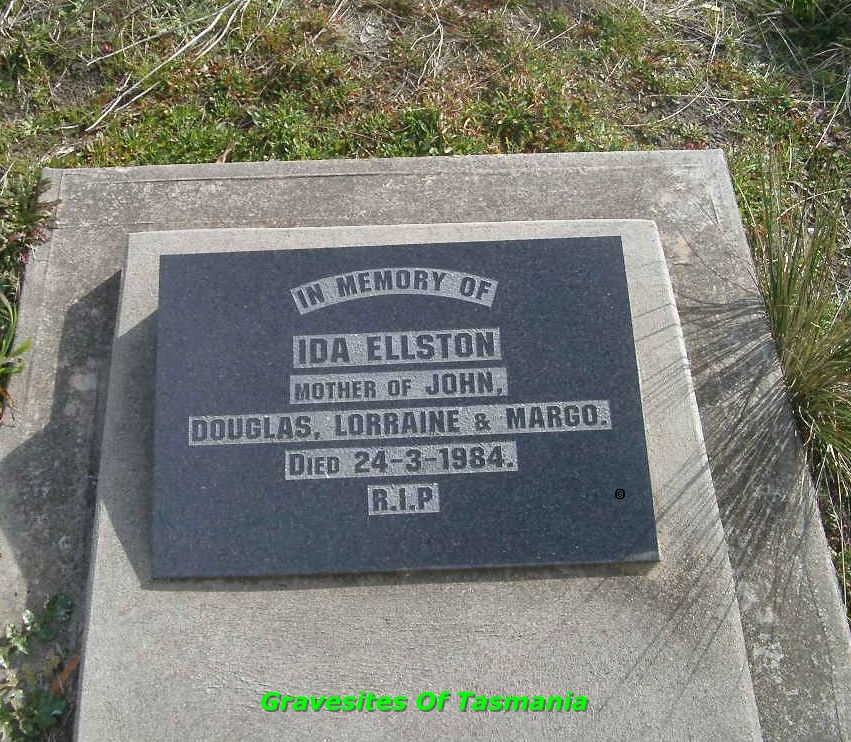 IN MEMORY OF
IDA ELLSTON
MOTHER OF JOHN,
DOUGLAS, LORRAINE & MARGO.
DIED 24-3-1984.
R.I.P
Gravesites Of Tasmania